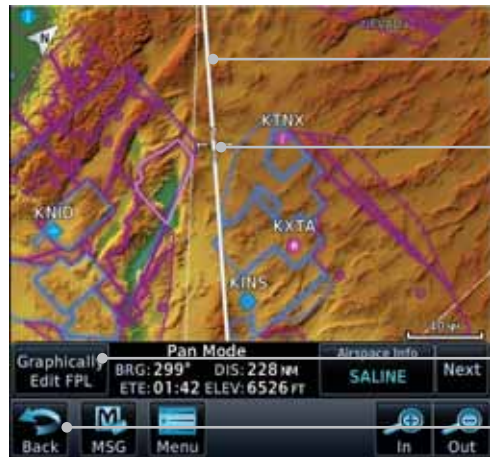 N
NEVADA
KTNX
KNID
KXTA
KINS
40 NM
Graphically
Edit FPL
Pan Mode
BRG: 299° DIS: 228 NM
ETE: 01:42 ELEV: 6526 FT
Airspace Info
SALINE
Next
Back
MSG
Menu
In
Out